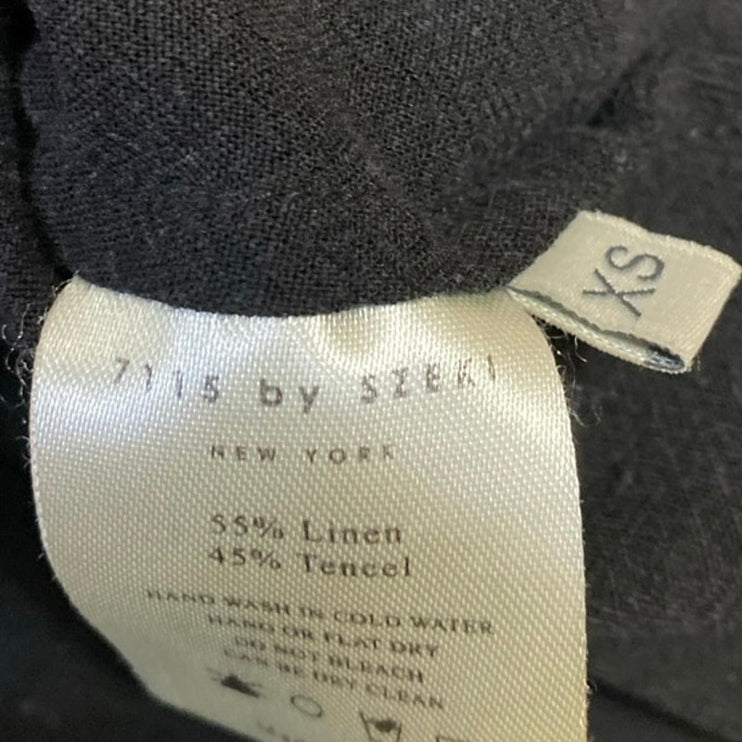 7115 by SZEKI
NEW YORK
55% Linen
45% Tencel
HAND WASH IN COLD WATER
HAND OR FLAT DRY
DO NOT BLEACH
CAN BE DRY CLEAN
XS